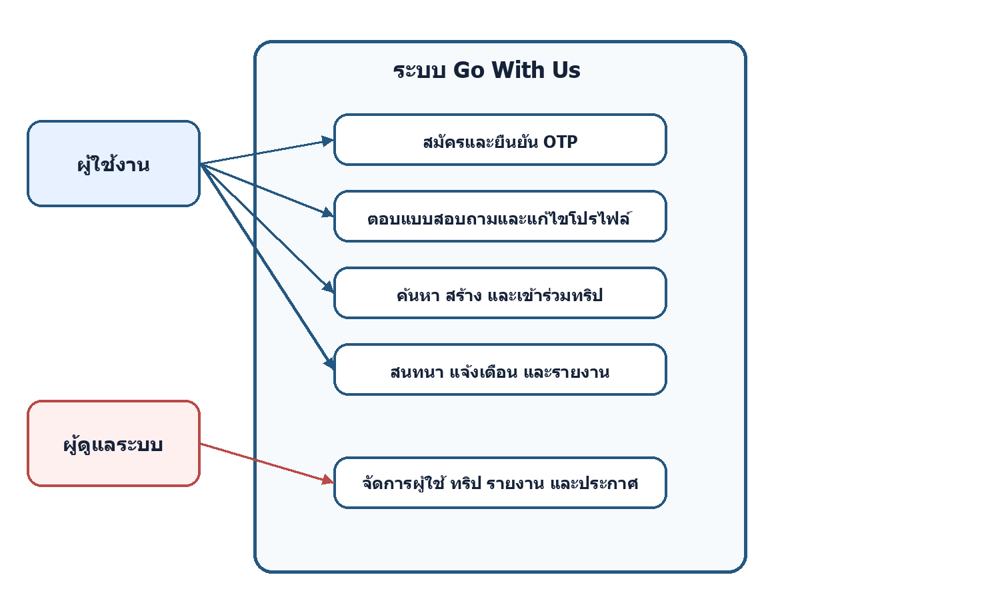 ระบบ Go With Us
ผู้ใช้งาน
สมัครและยืนยัน OTP
ตอบแบบสอบถามและแก้ไขโปรไฟล์
ค้นหา สร้าง และเข้าร่วมทริป
สนทนา แจ้งเตือน และรายงาน
ผู้ดูแลระบบ
จัดการผู้ใช้ ทริป รายงาน และประกาศ